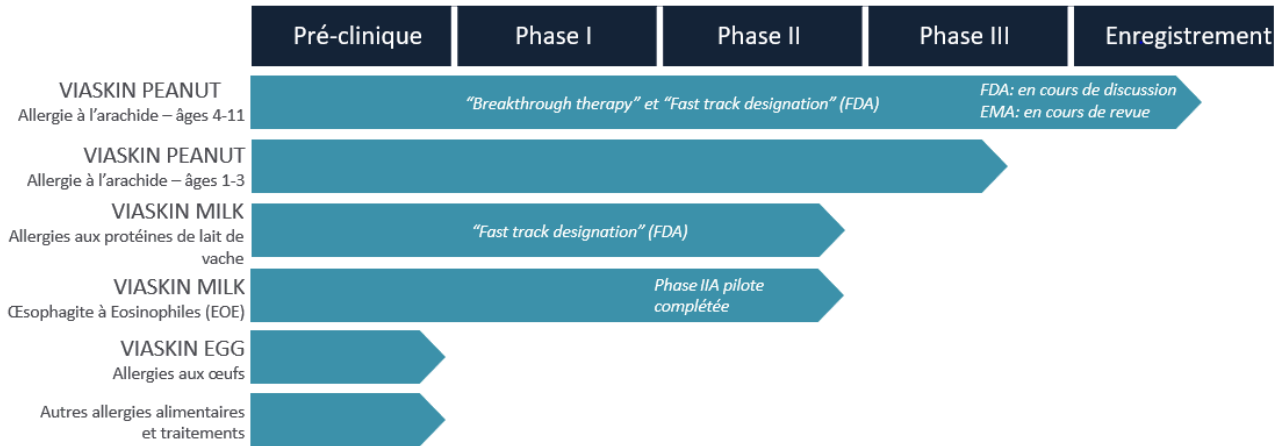 Pré-clinique
Phase I
Phase II
Phase III
Enregistrement
VIASKIN PEANUT
Allergie à l'arachide – âges 4-11
"Breakthrough therapy" et "Fast track designation" (FDA)
FDA: en cours de discussion
EMA: en cours de revue
VIASKIN PEANUT
Allergie à l'arachide – âges 1-3
VIASKIN MILK
Allergies aux protéines de lait de
vache
"Fast track designation" (FDA)
VIASKIN MILK
Œsophagite à Eosinophiles (EOE)
Phase IIA pilote
complétée
VIASKIN EGG
Allergies aux œufs
Autres allergies alimentaires
et traitements